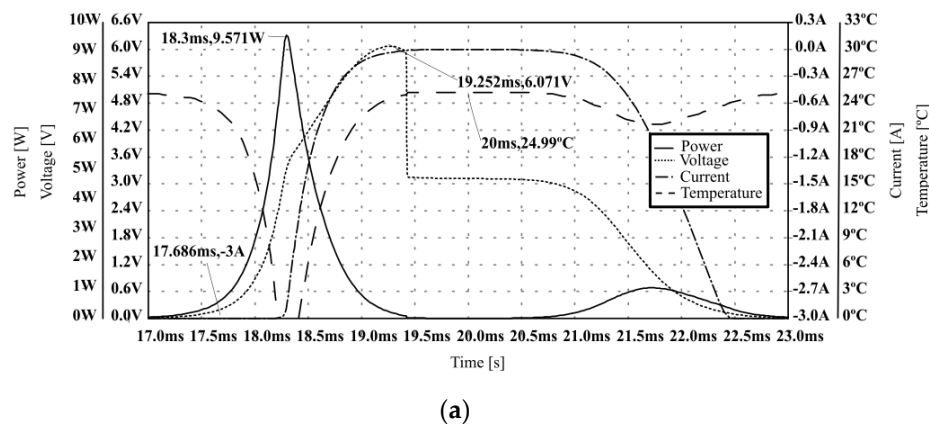 10W 6.6V 0.3A 33ºC
9W 6.0V 0.0A 30ºC
8W 5.4V -0.3A 27ºC
7W 4.8V -0.6A 24ºC
6W 4.2V -0.9A 21ºC
5W 3.6V -1.2A 18ºC
4W 3.0V -1.5A 15ºC
3W 2.4V -1.8A 12ºC
2W 1.8V -2.1A 9ºC
1W 1.2V -2.4A 6ºC
0W 0.6V -2.7A 3ºC
0.0V -3.0A 0ºC
Power [W]
Voltage [V]
Current [A]
Temperature [ºC]
18.3ms,9.571W
19.252ms,6.071V
20ms,24.99ºC
17.686ms,-3A
Power
Voltage
Current
Temperature
17.0ms 17.5ms 18.0ms 18.5ms 19.0ms 19.5ms 20.0ms 20.5ms 21.0ms 21.5ms 22.0ms 22.5ms 23.0ms
Time [s]
(a)